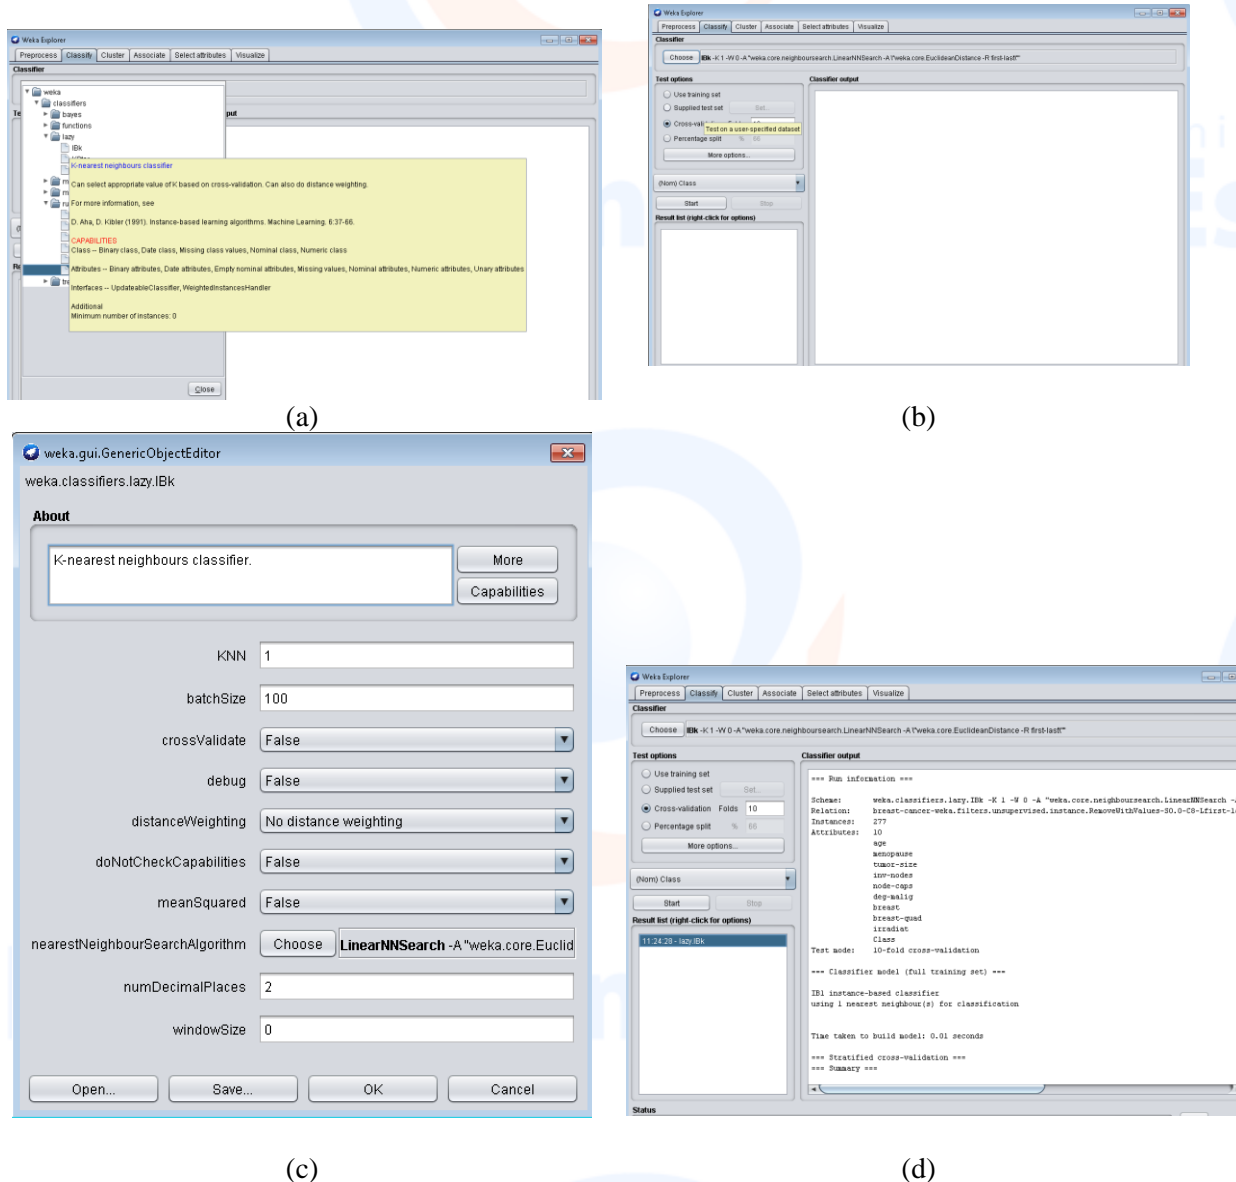 Weka Explorer
Preprocess Classify Cluster Associate Select attributes Visualize
Classifier
weka
classifiers
bayes
functions
lazy
IBk
K-nearest neighbours classifier
Can select appropriate value of K based on cross-validation. Can also do distance weighting.
For more information, see
D. Aha, D. Kibler (1991). Instance-based learning algorithms. Machine Learning. 6:37-66.
CAPABILITIES
Class -- Binary class, Date class, Missing class values, Nominal class, Numeric class
Attributes -- Binary attributes, Date attributes, Empty nominal attributes, Missing values, Nominal attributes, Numeric attributes, Unary attributes
Interfaces -- UpdateableClassifier, WeightedInstancesHandler
Additional
Minimum number of instances: 0
Close
(a)
Weka Explorer
Preprocess Classify Cluster Associate Select attributes Visualize
Classifier
Choose IBk -K 1 -W 0 -A "weka.core.neighboursearch.LinearNNSearch -A \"weka.core.EuclideanDistance -R first-last\""
Test options Classifier output
Use training set
Supplied test set Set...
Test on a user-specified dataset
Percentage split % 66
More options...
(Nom) Class
Start Stop
Result list (right-click for options)
(b)
weka.gui.GenericObjectEditor
weka.classifiers.lazy.IBk
About
K-nearest neighbours classifier.
More
Capabilities
KNN 1
batchSize 100
crossValidate False
debug False
distanceWeighting No distance weighting
doNotCheckCapabilities False
meanSquared False
nearestNeighbourSearchAlgorithm Choose LinearNNSearch -A "weka.core.Euclid
numDecimalPlaces 2
windowSize 0
Open... Save... OK Cancel
(c)
Weka Explorer
Preprocess Classify Cluster Associate Select attributes Visualize
Classifier
Choose IBk -K 1 -W 0 -A "weka.core.neighboursearch.LinearNNSearch -A \"weka.core.EuclideanDistance -R first-last\""
Test options Classifier output
Use training set
Supplied test set Set...
Cross-validation Folds 10
Percentage split % 66
More options...
(Nom) Class
Start Stop
Result list (right-click for options)
11:24:28 - lazy.IBk
=== Run information ===
Scheme: weka.classifiers.lazy.IBk -K 1 -W 0 -A "weka.core.neighboursearch.LinearNNSearch -
Relation: breast-cancer-weka.filters.unsupervised.instance.RemoveWithValues-S0.0-C8-Lfirst-l
Instances: 277
Attributes: 10
age
menopause
tumor-size
inv-nodes
node-caps
deg-malig
breast
breast-quad
irradiat
Class
Test mode: 10-fold cross-validation
=== Classifier model (full training set) ===
IB1 instance-based classifier
using 1 nearest neighbour(s) for classification
Time taken to build model: 0.01 seconds
=== Stratified cross-validation ===
=== Summary ===
Status
(d)